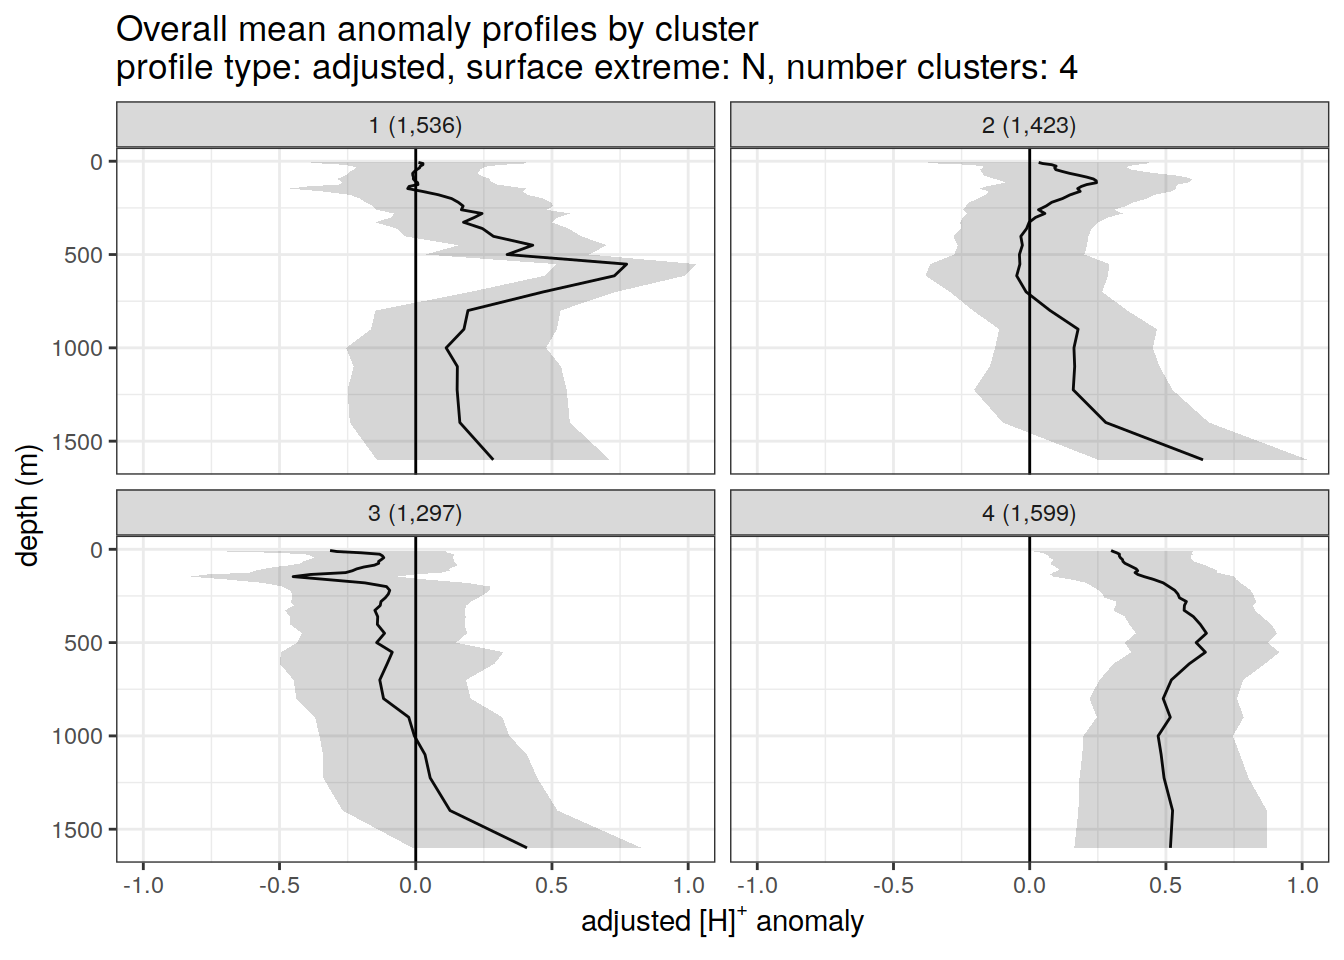 Overall mean anomaly profiles by cluster
profile type: adjusted, surface extreme: N, number clusters: 4
1 (1,536)
2 (1,423)
0
500
1000
1500
3 (1,297)
4 (1,599)
0
500
1000
1500
-1.0 -0.5 0.0 0.5 1.0
-1.0 -0.5 0.0 0.5 1.0
depth (m)
adjusted [H]⁺ anomaly